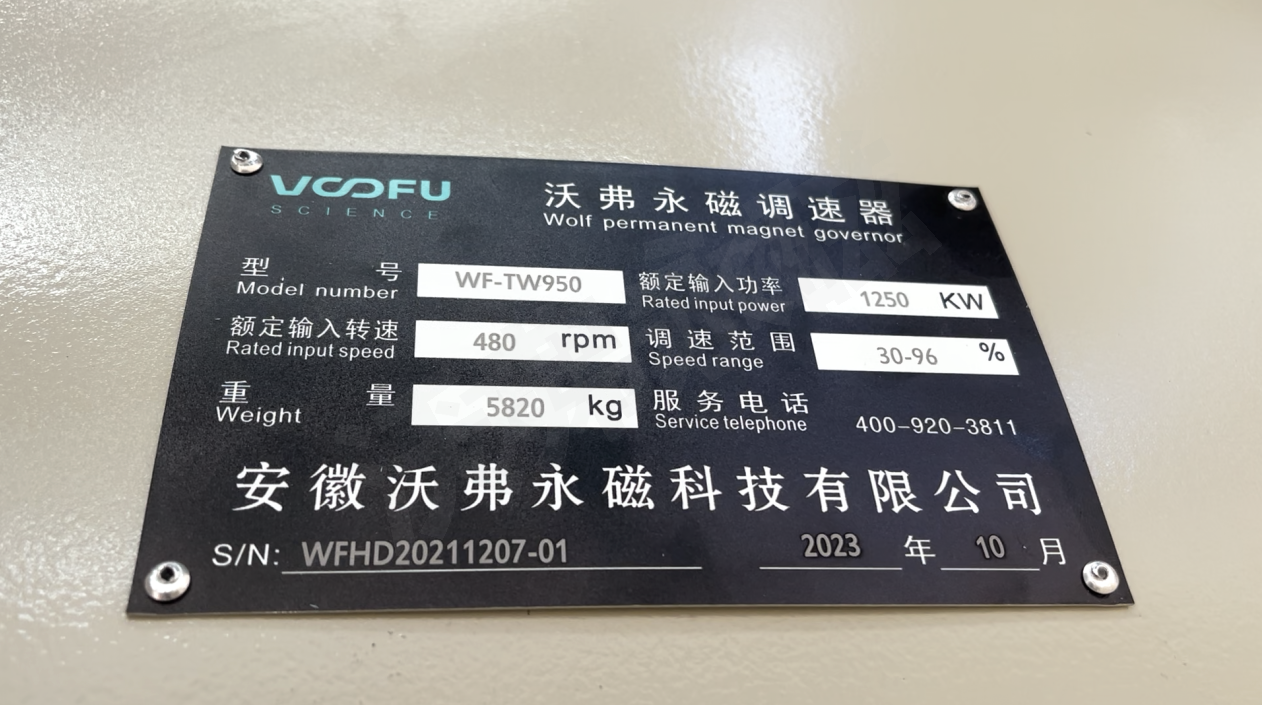 VOOFU
SCIENCE
沃弗永磁调速器
Wolf permanent magnet governor
型号 WF-TW950 额定输入功率 1250 KW
Model number Rated input power
额定输入转速 480 rpm 调速范围 30-96 %
Rated input speed Speed range
重量 5820 kg 服务电话 400-920-3811
Weight Service telephone
安徽沃弗永磁科技有限公司
S/N: WFHD20211207-01 2023 年 10 月